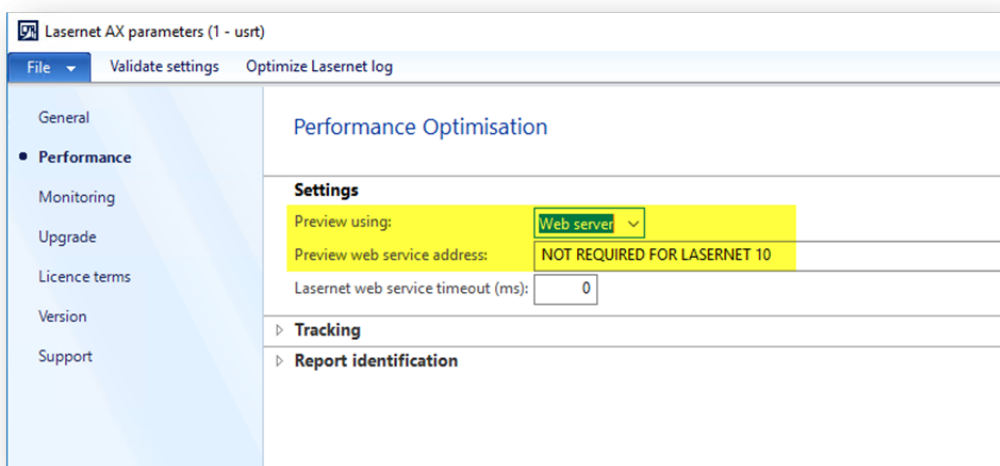 Lasernet AX parameters (1 - usrt)
File Validate settings Optimize Lasernet log
General
Performance
Monitoring
Upgrade
Licence terms
Version
Support
Performance Optimisation
Settings
Preview using: Web server
Preview web service address: NOT REQUIRED FOR LASERNET 10
Lasernet web service timeout (ms): 0
Tracking
Report identification